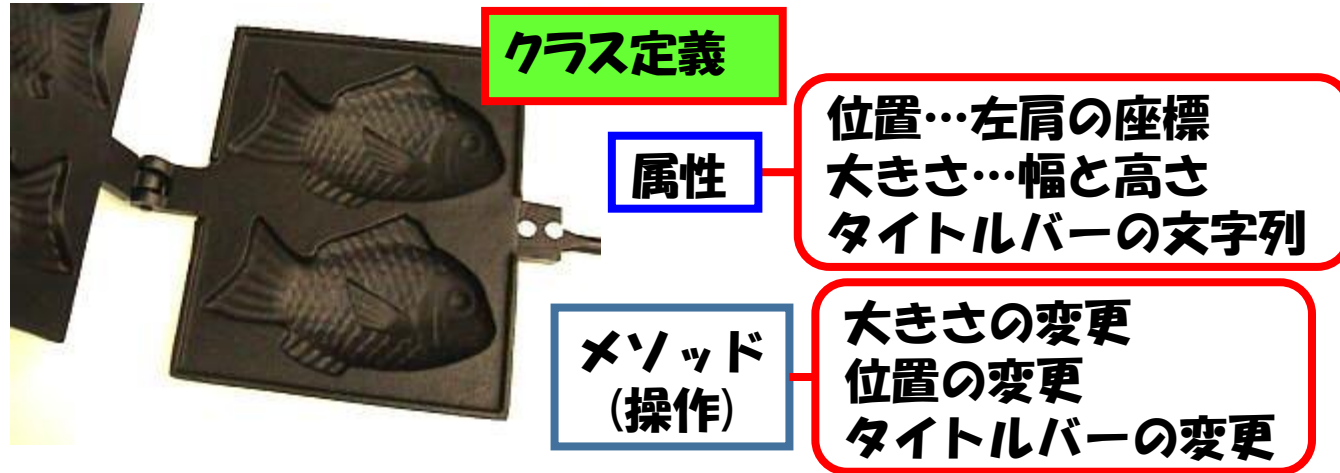 クラス定義
属性
位置…左肩の座標
大きさ…幅と高さ
タイトルバーの文字列
メソッド
(操作)
大きさの変更
位置の変更
タイトルバーの変更